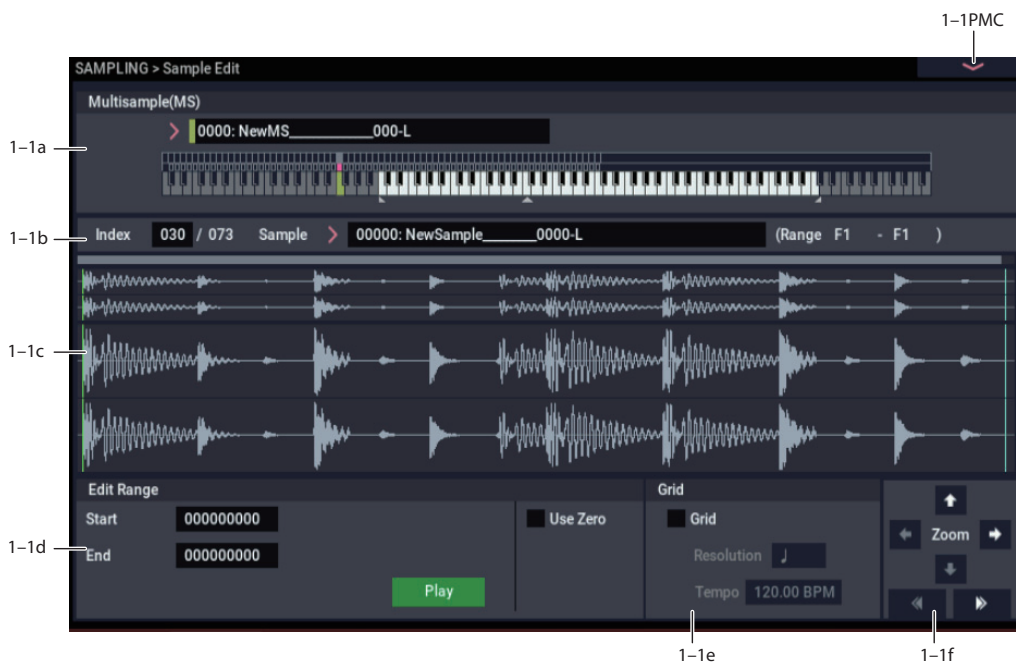 1–1PMC
SAMPLING > Sample Edit
Multisample(MS)
0000: NewMS____________000-L
1–1a
1–1b
Index 030 / 073 Sample 00000: NewSample________0000-L (Range F1 - F1 )
1–1c
Edit Range
Grid
Start 000000000
Use Zero
Grid
Zoom
1–1d
End 000000000
Resolution ♩
Play
Tempo 120.00 BPM
1–1e
1–1f